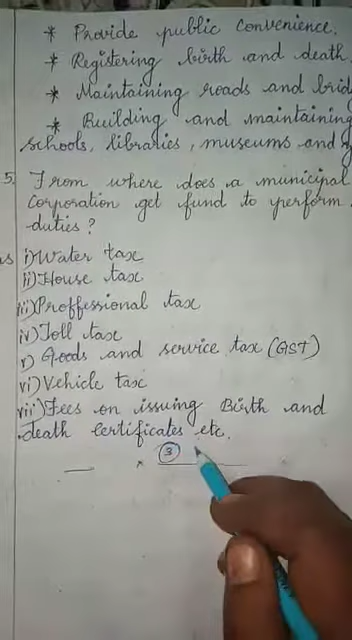 * Provide public convenience.
* Registering birth and death
* Maintaining roads and brid
* Building and maintaining
schools, libraries, museums and
5. From where does a municipal
corporation get fund to perform
duties?
i) Water tax
ii) House tax
iii) Proffessional tax
iv) Toll tax
v) Goods and service tax (GST)
vi) Vehicle tax
vii) Fees on issuing Birth and
death certificates etc.
* 3